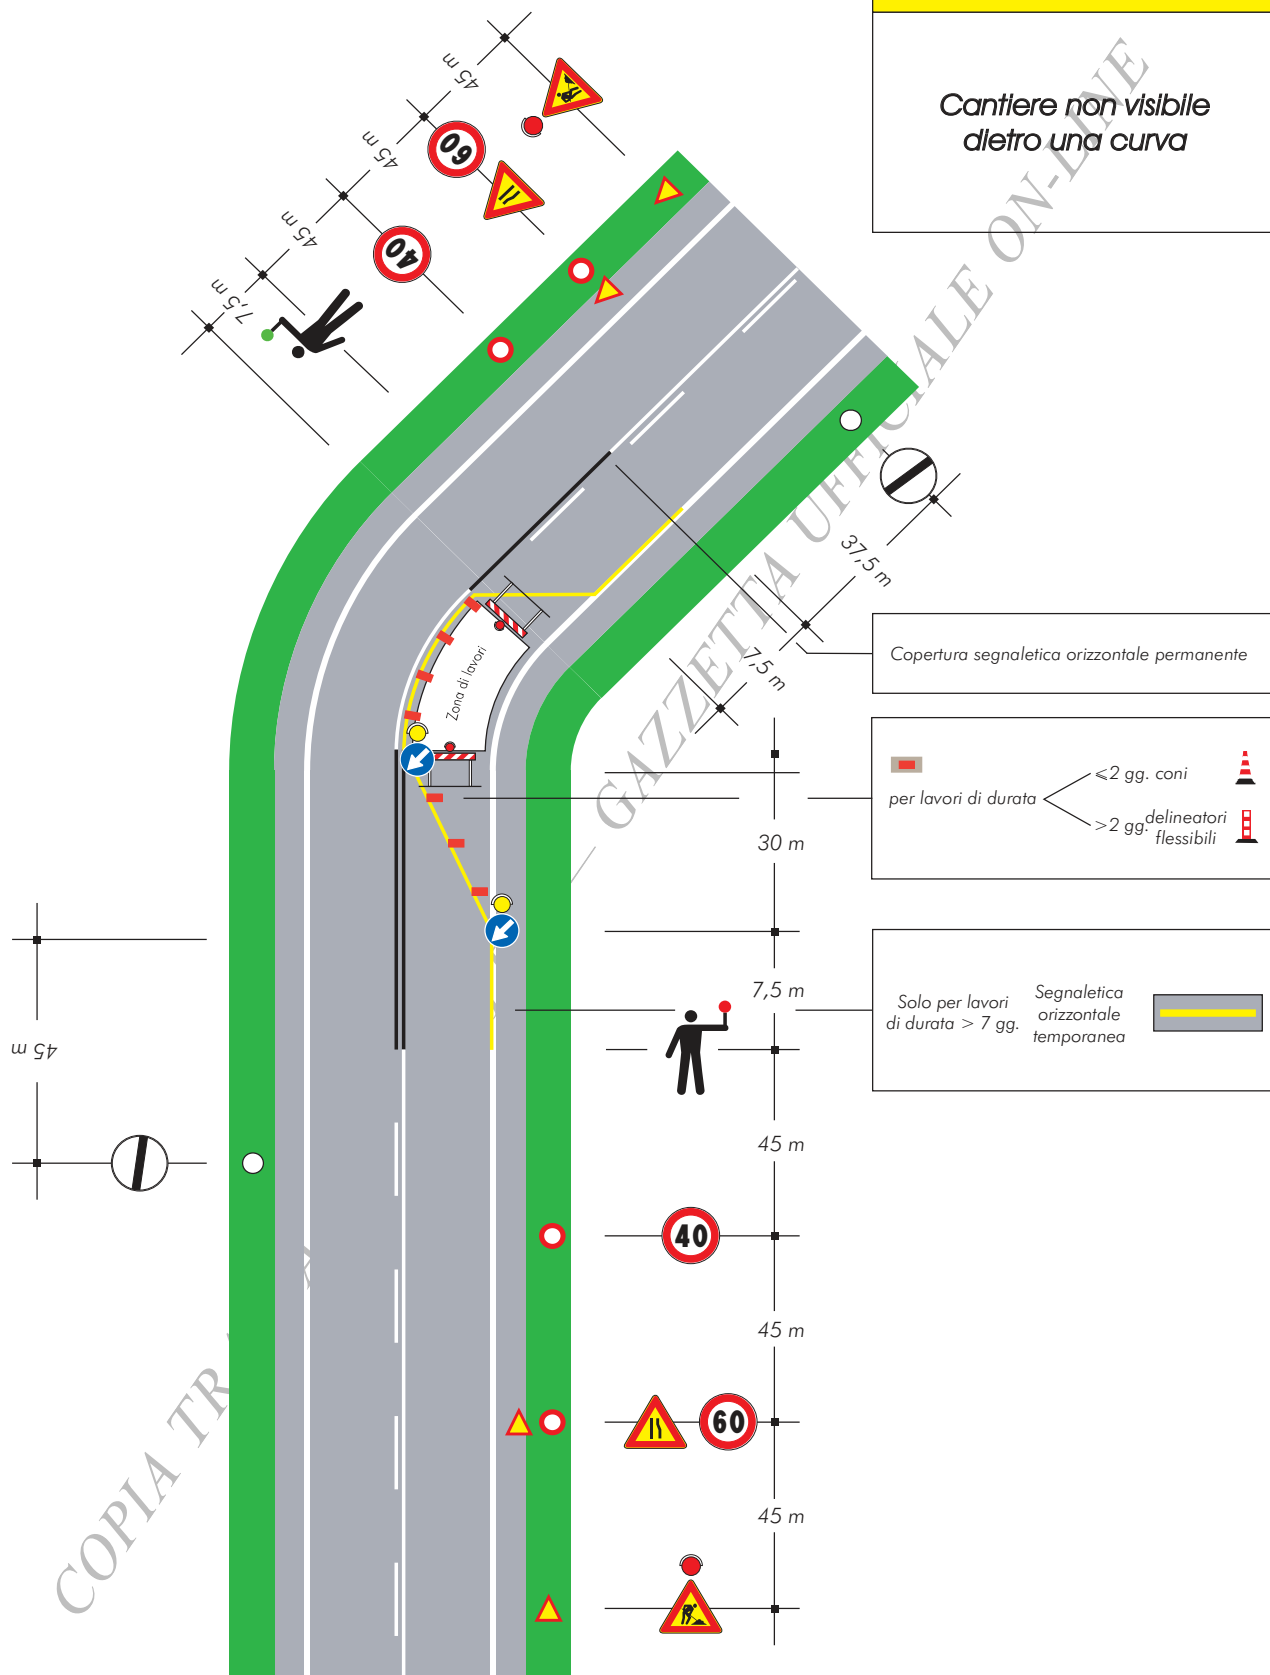 Cantiere non visibile
dietro una curva
45 m
60
45 m
40
45 m
7,5 m
37,5 m
7,5 m
Copertura segnaletica orizzontale permanente
Zona di lavori
per lavori di durata
⩽2 gg. coni
>2 gg. delineatori
flessibili
30 m
7,5 m
Solo per lavori
di durata > 7 gg.
Segnaletica
orizzontale
temporanea
45 m
45 m
40
45 m
60
45 m
COPIA TR
GAZZETTA UFFICIALE ON-LINE